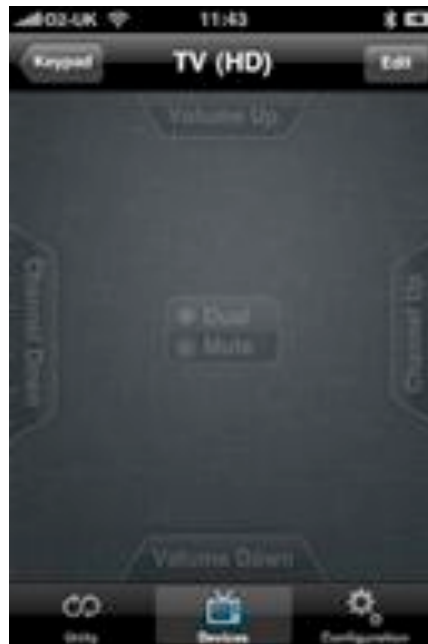 O2-UK 11:43
Keypad TV (HD) Edit
Volume Up
Channel Down
Channel Up
Dual
Mute
Volume Down
Unity Devices Configuration